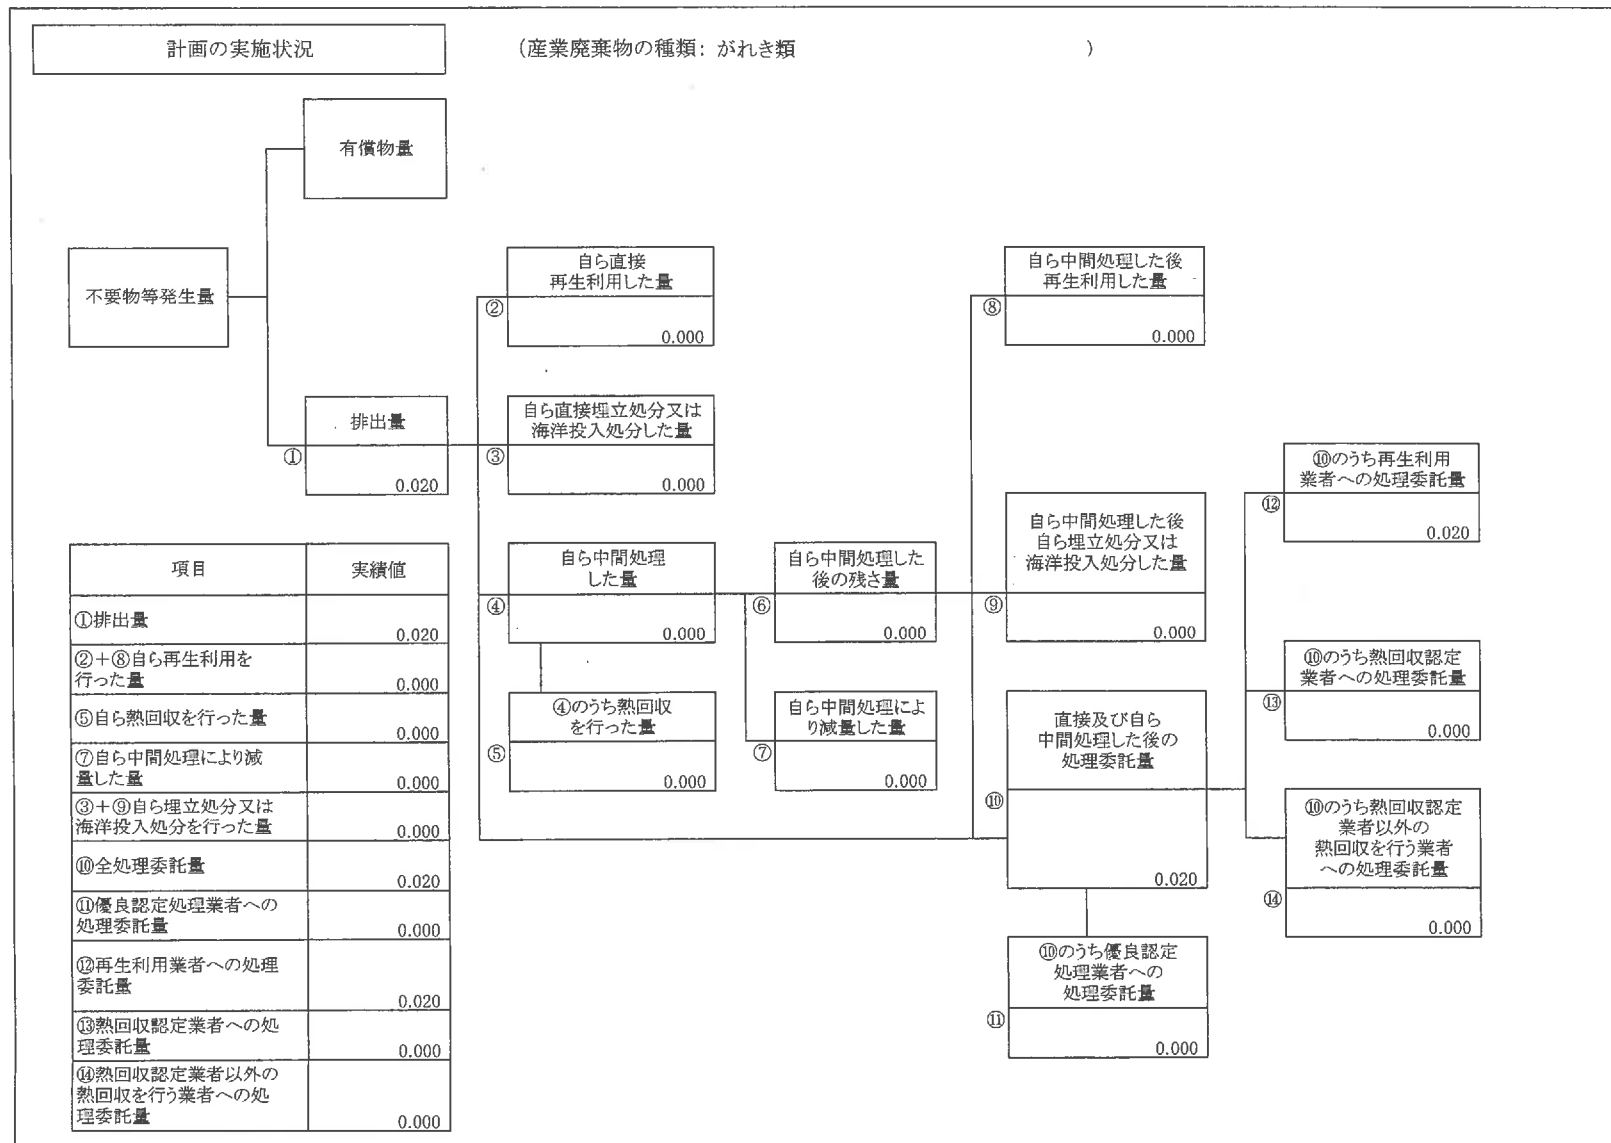 計画の実施状況
(産業廃棄物の種類: がれき類 )
有償物量
不要物等発生量
自ら直接
再生利用した量
②
0.000
自ら中間処理した後
再生利用した量
⑧
0.000
排出量
①
0.020
自ら直接埋立処分又は
海洋投入処分した量
③
0.000
⑩のうち再生利用
業者への処理委託量
⑫
0.020
自ら中間処理した後
自ら埋立処分又は
海洋投入処分した量
⑨
0.000
自ら中間処理
した量
④
0.000
自ら中間処理した
後の残さ量
⑥
0.000
⑩のうち熱回収認定
業者への処理委託量
⑬
0.000
④のうち熱回収
を行った量
⑤
0.000
自ら中間処理によ
り減量した量
⑦
0.000
直接及び自ら
中間処理した後の
処理委託量
⑩
0.020
⑩のうち熱回収認定
業者以外の
熱回収を行う業者
への処理委託量
⑭
0.000
⑩のうち優良認定
処理業者への
処理委託量
⑪
0.000
項目 実績値
①排出量 0.020
②+⑧自ら再生利用を
行った量 0.000
⑤自ら熱回収を行った量 0.000
⑦自ら中間処理により減
量した量 0.000
③+⑨自ら埋立処分又は
海洋投入処分を行った量 0.000
⑩全処理委託量 0.020
⑪優良認定処理業者への
処理委託量 0.000
⑫再生利用業者への処理
委託量 0.020
⑬熱回収認定業者への処
理委託量 0.000
⑭熱回収認定業者以外の
熱回収を行う業者への処
理委託量 0.000